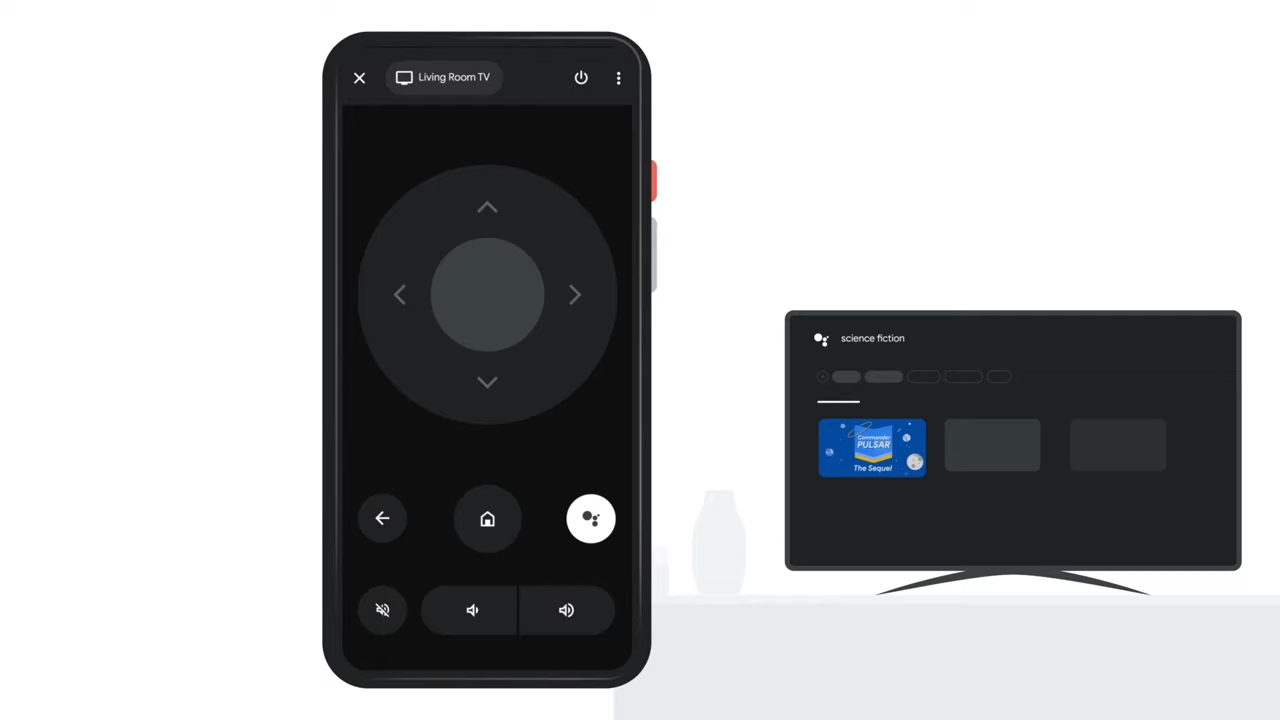 Living Room TV
science fiction
Commander
PULSAR
The Sequel